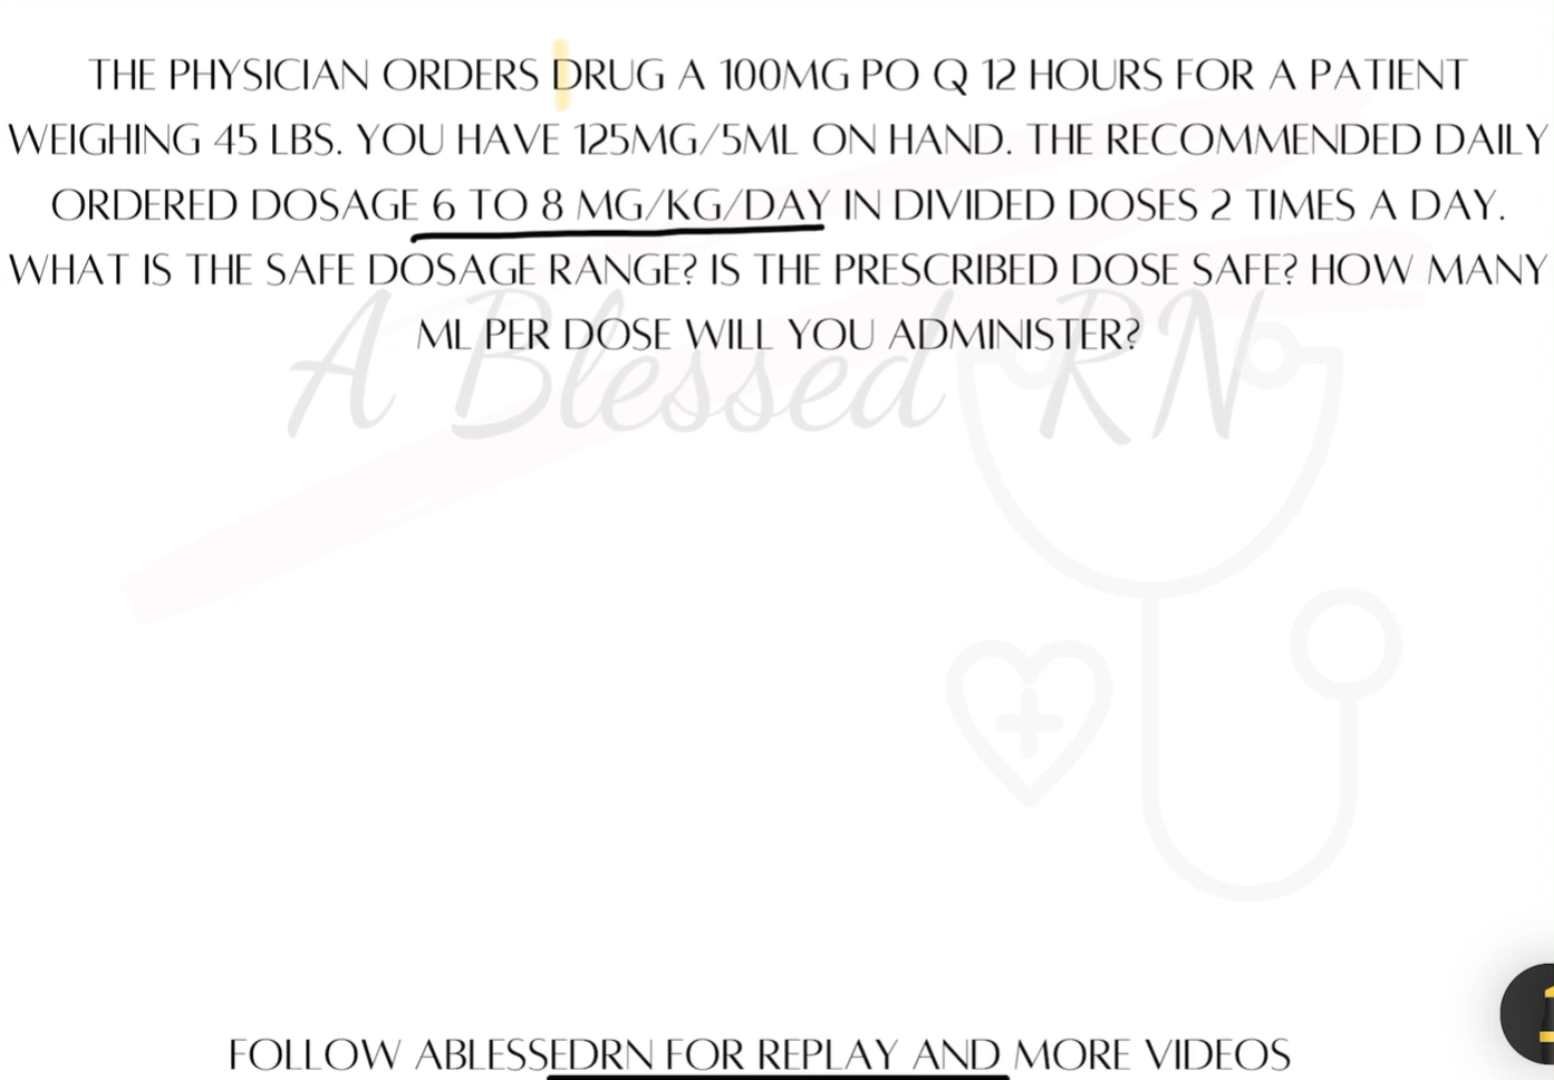 THE PHYSICIAN ORDERS DRUG A 100MG PO Q 12 HOURS FOR A PATIENT
WEIGHING 45 LBS. YOU HAVE 125MG/5ML ON HAND. THE RECOMMENDED DAILY
ORDERED DOSAGE 6 TO 8 MG/KG/DAY IN DIVIDED DOSES 2 TIMES A DAY.
WHAT IS THE SAFE DOSAGE RANGE? IS THE PRESCRIBED DOSE SAFE? HOW MANY
ML PER DOSE WILL YOU ADMINISTER?
A Blessed RN
FOLLOW ABLESSEDRN FOR REPLAY AND MORE VIDEOS